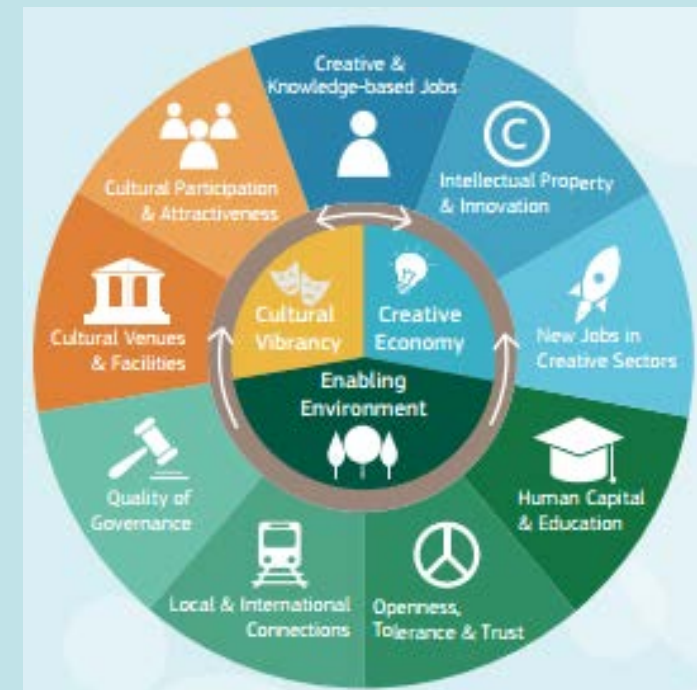 Creative &
Knowledge-based Jobs
Intellectual Property
& Innovation
New Jobs in
Creative Sectors
Human Capital
& Education
Openness,
Tolerance & Trust
Local & International
Connections
Quality of
Governance
Cultural Venues
& Facilities
Cultural Participation
& Attractiveness
C
Cultural
Vibrancy
Creative
Economy
Enabling
Environment